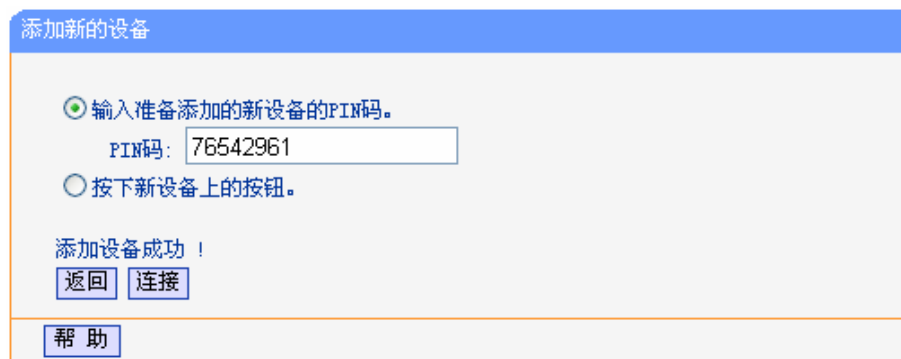 添加新的设备
输入准备添加的新设备的PIN码。
PIN码: 76542961
按下新设备上的按钮。
添加设备成功 !
返回 连接
帮 助